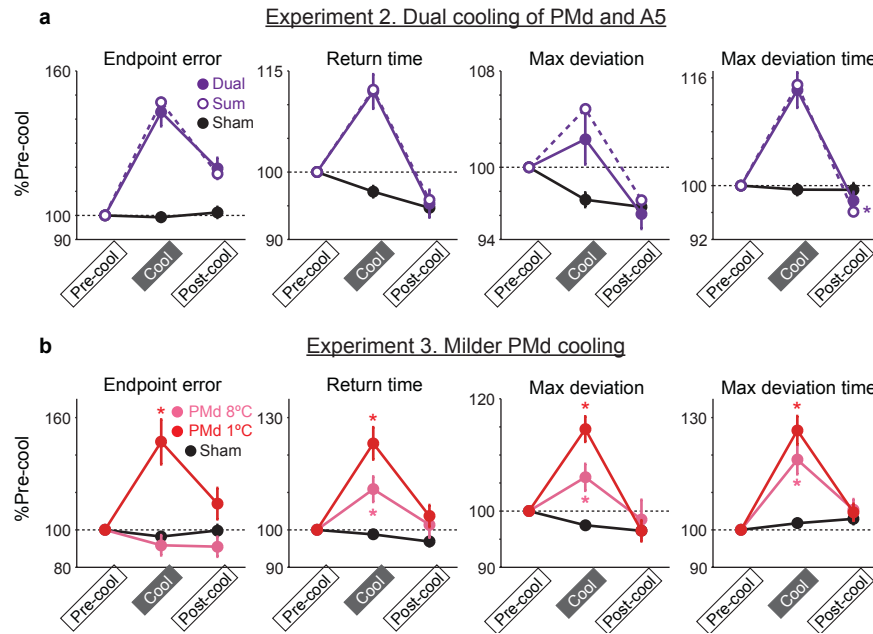 a
Experiment 2. Dual cooling of PMd and A5
Endpoint error
Return time
Max deviation
Max deviation time
%Pre-cool
160
100
90
Dual
Sum
Sham
115
100
90
108
100
94
116
100
92
*
Pre-cool
Cool
Post-cool
Pre-cool
Cool
Post-cool
Pre-cool
Cool
Post-cool
Pre-cool
Cool
Post-cool
b
Experiment 3. Milder PMd cooling
Endpoint error
Return time
Max deviation
Max deviation time
%Pre-cool
160
100
80
*
PMd 8ºC
PMd 1ºC
Sham
130
100
90
*
*
120
100
90
*
*
130
100
90
*
*
Pre-cool
Cool
Post-cool
Pre-cool
Cool
Post-cool
Pre-cool
Cool
Post-cool
Pre-cool
Cool
Post-cool